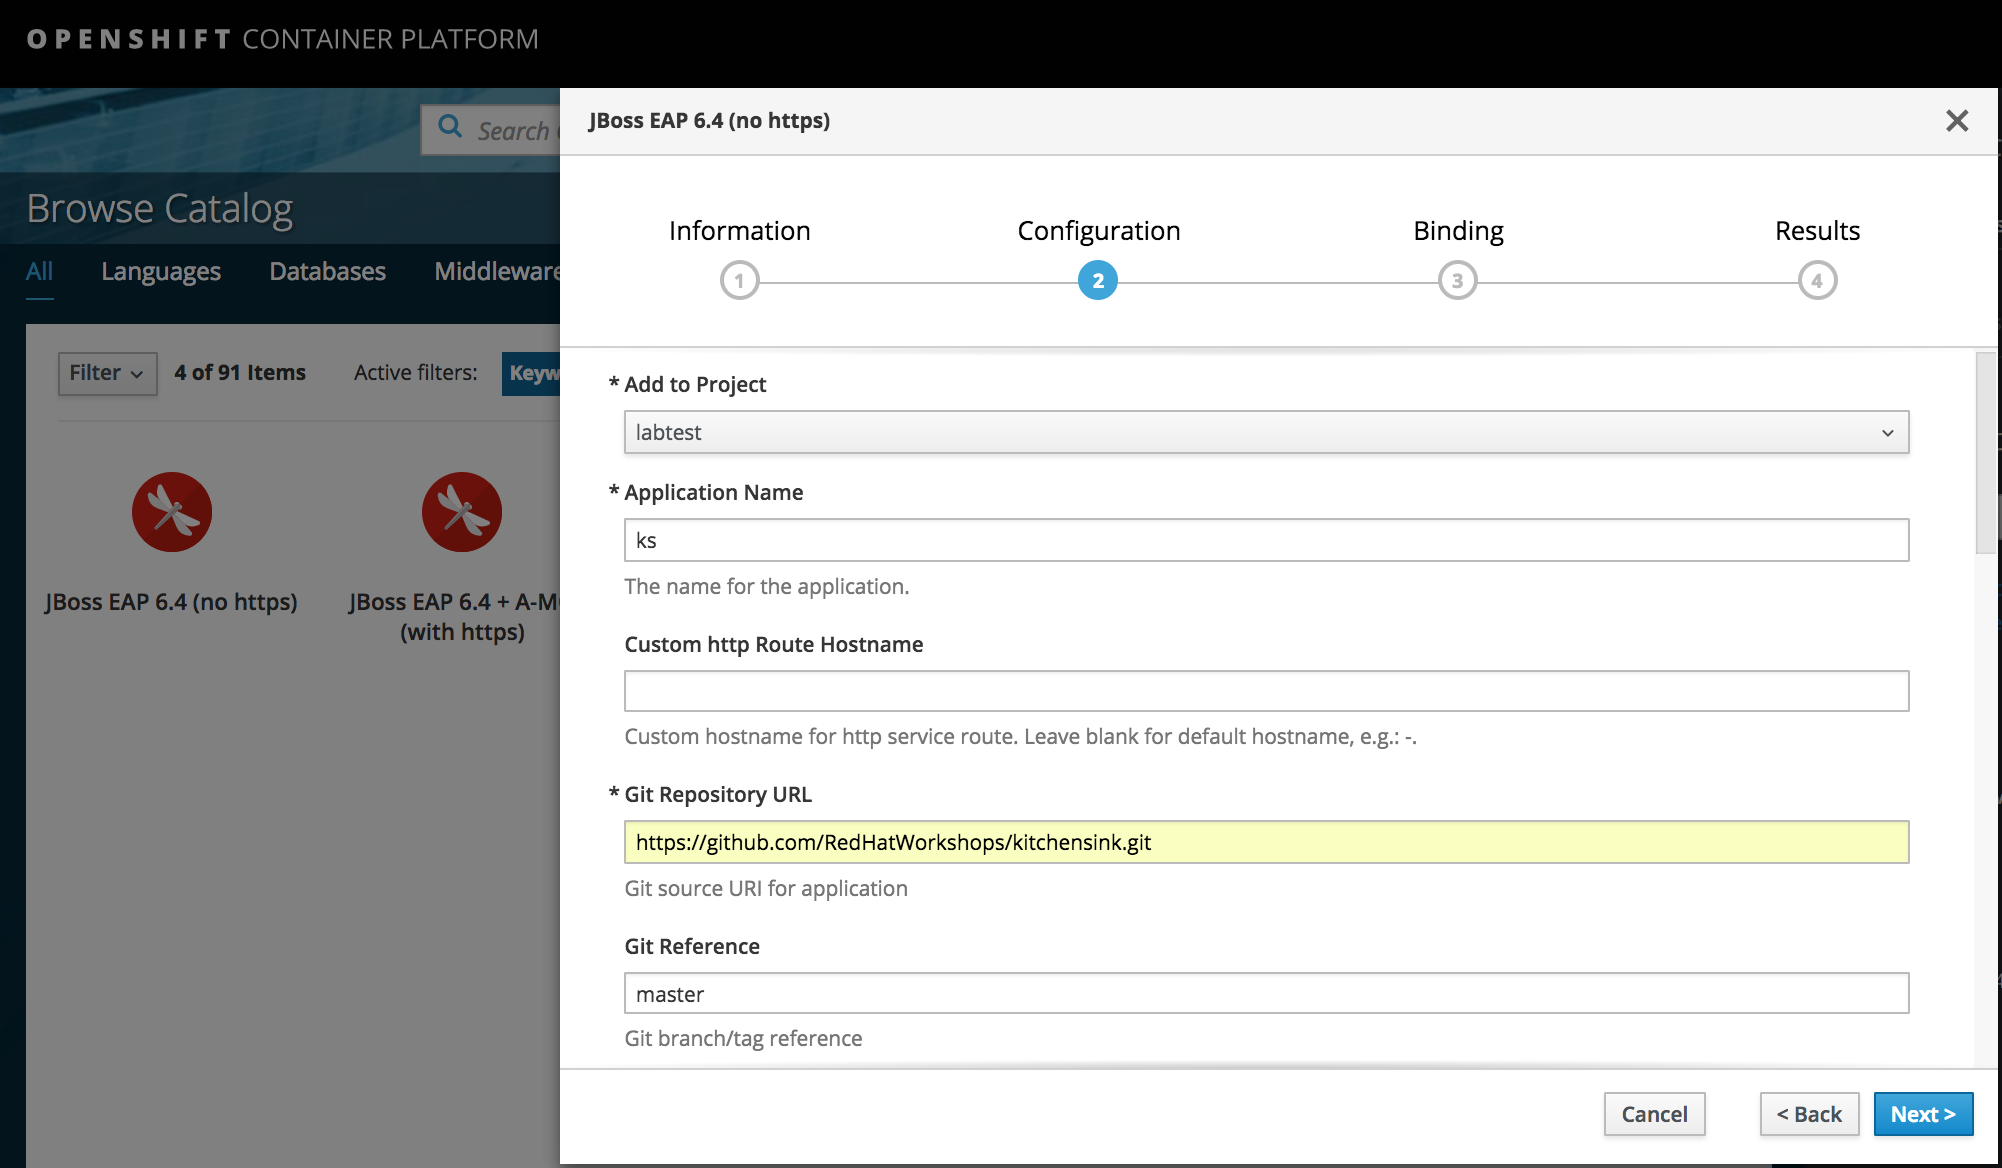 OPENSHIFT CONTAINER PLATFORM
Search
Browse Catalog
All Languages Databases Middleware
Filter 4 of 91 Items Active filters:
JBoss EAP 6.4 (no https)
JBoss EAP 6.4 +
(with https)
JBoss EAP 6.4 (no https)
Information Configuration Binding Results
1 2 3 4
* Add to Project
labtest
* Application Name
ks
The name for the application.
Custom http Route Hostname
Custom hostname for http service route. Leave blank for default hostname, e.g.: -.
* Git Repository URL
https://github.com/RedHatWorkshops/kitchensink.git
Git source URI for application
Git Reference
master
Git branch/tag reference
Cancel < Back Next >